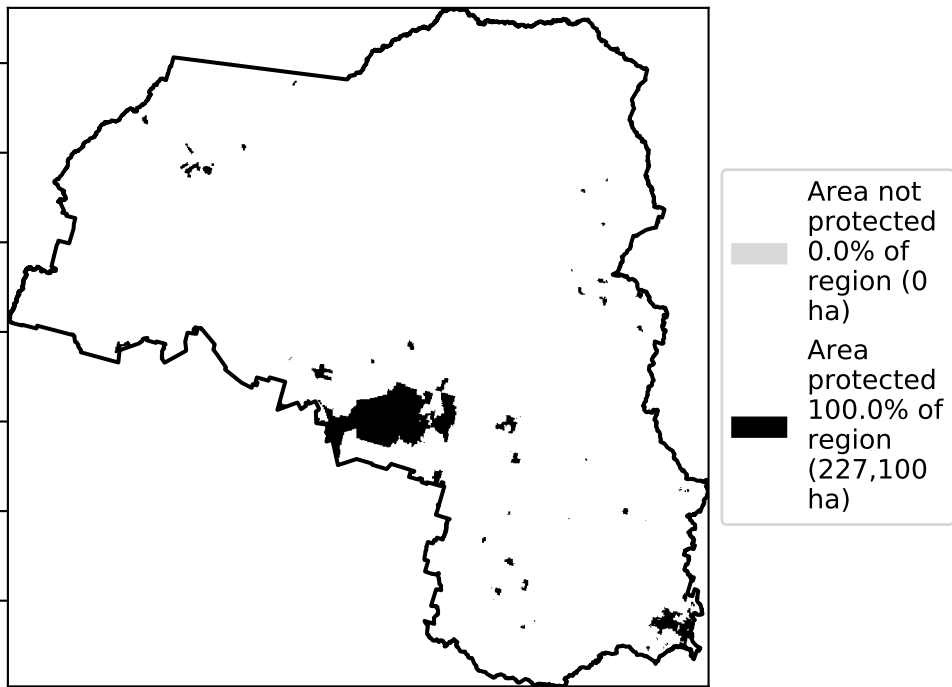 Area not
protected
0.0% of
region (0
ha)
Area
protected
100.0% of
region
(227,100
ha)